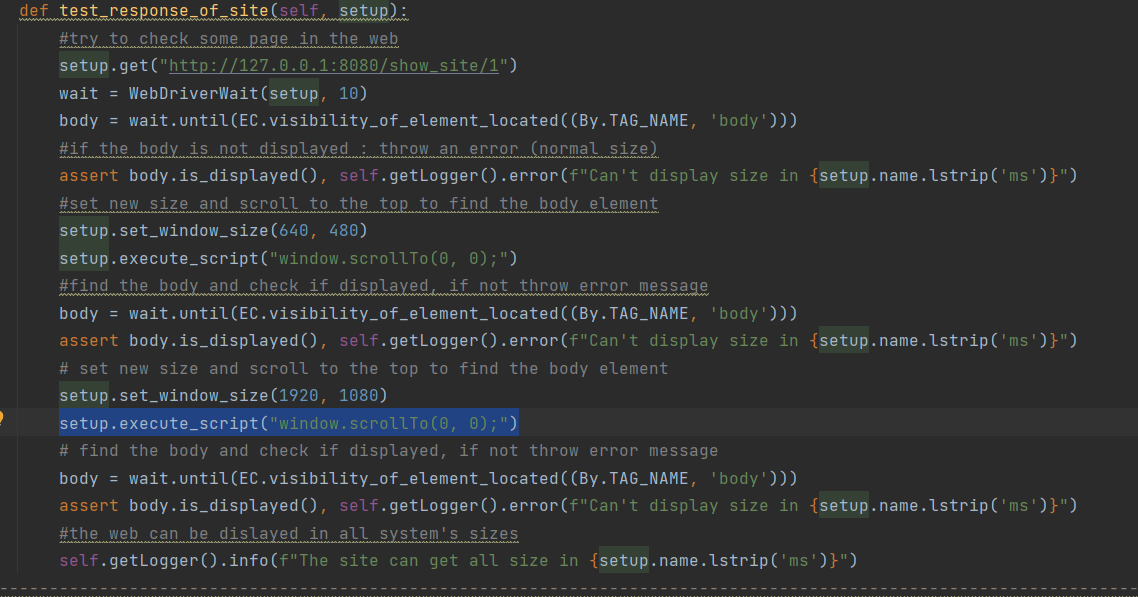 def test_response_of_site(self, setup):
#try to check some page in the web
setup.get("http://127.0.0.1:8080/show_site/1")
wait = WebDriverWait(setup, 10)
body = wait.until(EC.visibility_of_element_located((By.TAG_NAME, 'body')))
#if the body is not displayed : throw an error (normal size)
assert body.is_displayed(), self.getLogger().error(f"Can't display size in {setup.name.lstrip('ms')}")
#set new size and scroll to the top to find the body element
setup.set_window_size(640, 480)
setup.execute_script("window.scrollTo(0, 0);")
#find the body and check if displayed, if not throw error message
body = wait.until(EC.visibility_of_element_located((By.TAG_NAME, 'body')))
assert body.is_displayed(), self.getLogger().error(f"Can't display size in {setup.name.lstrip('ms')}")
# set new size and scroll to the top to find the body element
setup.set_window_size(1920, 1080)
setup.execute_script("window.scrollTo(0, 0);")
# find the body and check if displayed, if not throw error message
body = wait.until(EC.visibility_of_element_located((By.TAG_NAME, 'body')))
assert body.is_displayed(), self.getLogger().error(f"Can't display size in {setup.name.lstrip('ms')}")
#the web can be dislayed in all system's sizes
self.getLogger().info(f"The site can get all size in {setup.name.lstrip('ms')}")